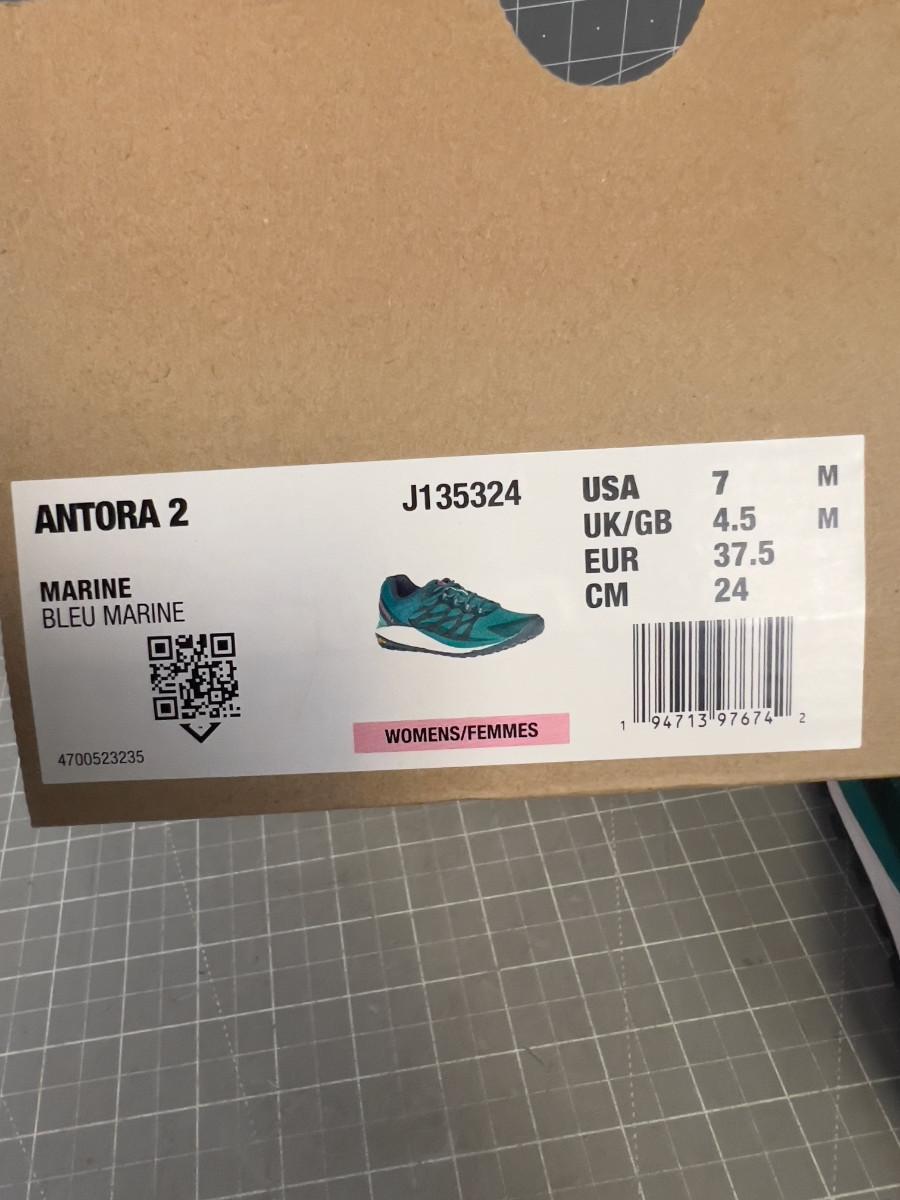 ANTORA 2
J135324
MARINE
BLEU MARINE
4700523235
WOMENS/FEMMES
USA 7 M
UK/GB 4.5 M
EUR 37.5
CM 24
1 94713 97674 2